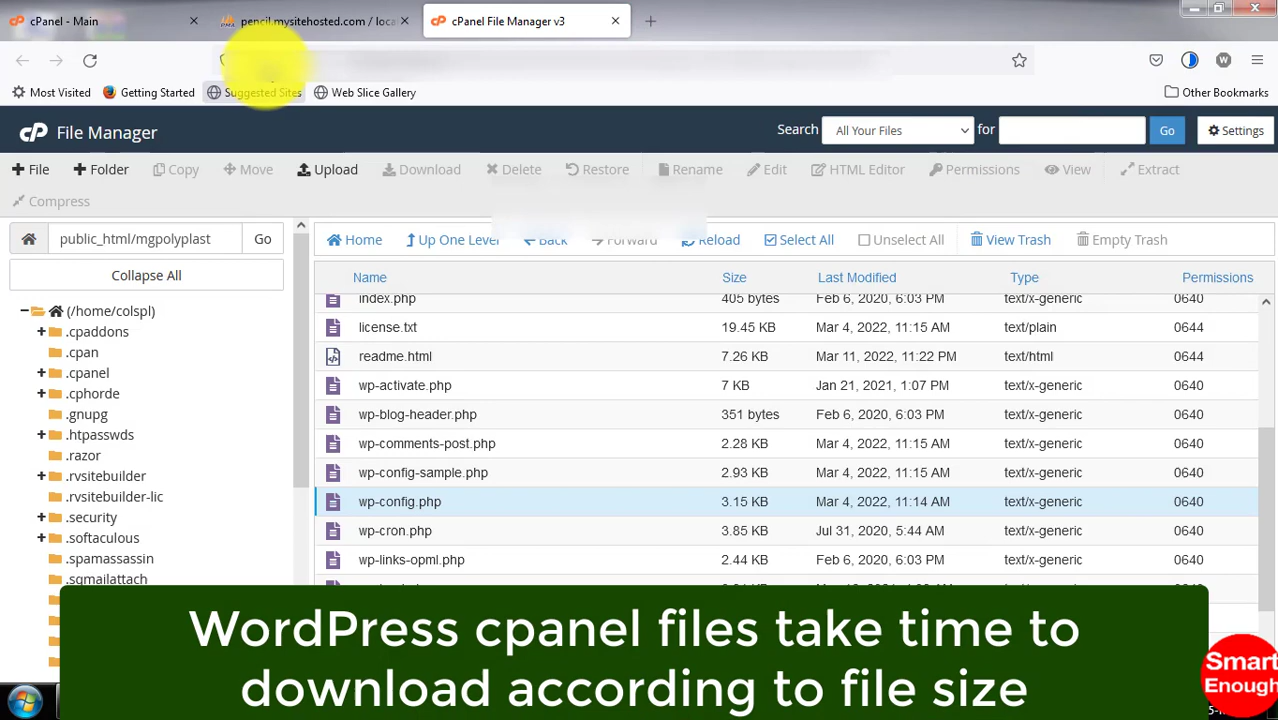 cPanel - Main
pencil.mysitehosted.com / loca
cPanel File Manager v3
Most Visited
Getting Started
Suggested Sites
Web Slice Gallery
Other Bookmarks
cP File Manager
Search All Your Files for Go Settings
File Folder Copy Move Upload Download Delete Restore Rename Edit HTML Editor Permissions View Extract
Compress
public_html/mgpolyplast Go
Home Up One Level Back Forward Reload Select All Unselect All View Trash Empty Trash
Collapse All
(/home/colspl)
.cpaddons
.cpan
.cpanel
.cphorde
.gnupg
.htpasswds
.razor
.rvsitebuilder
.rvsitebuilder-lic
.security
.softaculous
.spamassassin
.sqmailattach
Name Size Last Modified Type Permissions
index.php 405 bytes Feb 6, 2020, 6:03 PM text/x-generic 0640
license.txt 19.45 KB Mar 4, 2022, 11:15 AM text/plain 0644
readme.html 7.26 KB Mar 11, 2022, 11:22 PM text/html 0644
wp-activate.php 7 KB Jan 21, 2021, 1:07 PM text/x-generic 0640
wp-blog-header.php 351 bytes Feb 6, 2020, 6:03 PM text/x-generic 0640
wp-comments-post.php 2.28 KB Mar 4, 2022, 11:15 AM text/x-generic 0640
wp-config-sample.php 2.93 KB Mar 4, 2022, 11:15 AM text/x-generic 0640
wp-config.php 3.15 KB Mar 4, 2022, 11:14 AM text/x-generic 0640
wp-cron.php 3.85 KB Jul 31, 2020, 5:44 AM text/x-generic 0640
wp-links-opml.php 2.44 KB Feb 6, 2020, 6:03 PM text/x-generic 0640
WordPress cpanel files take time to
download according to file size
Smart
Enough